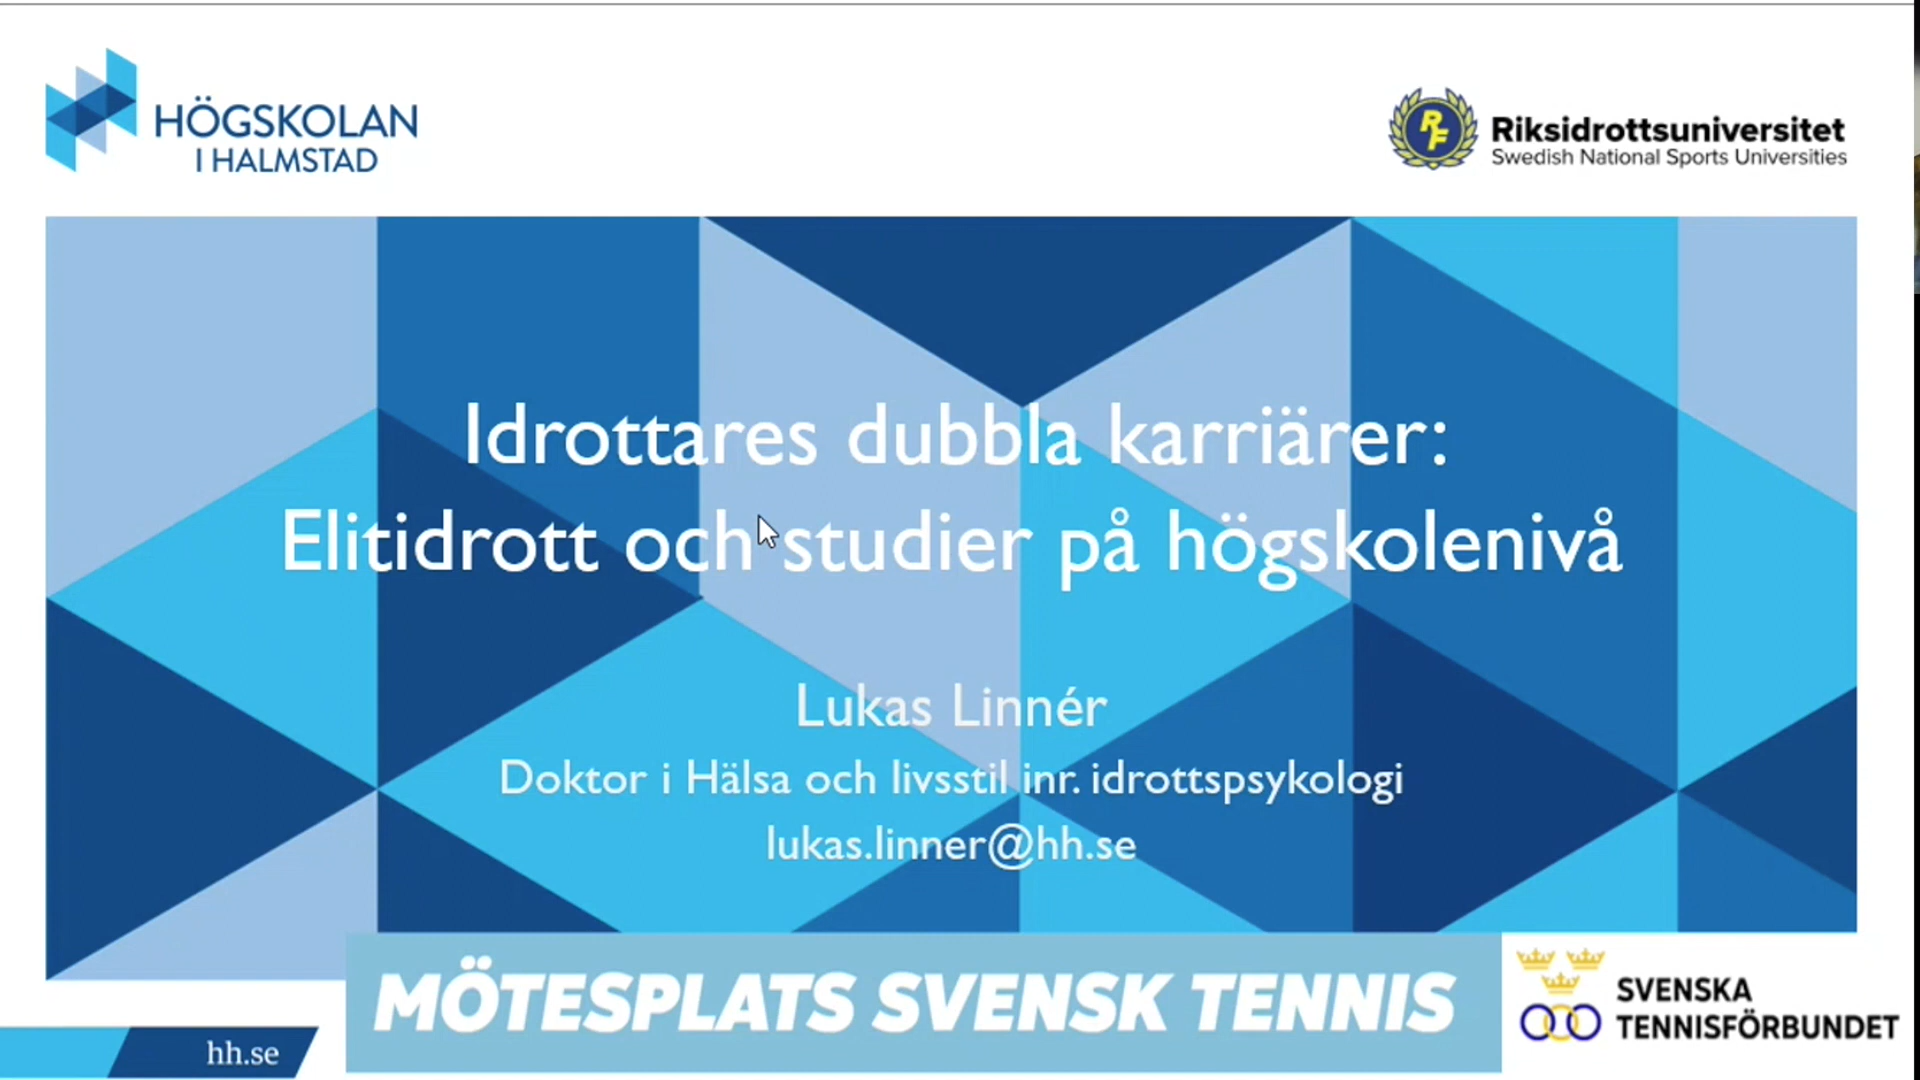 HÖGSKOLAN
I HALMSTAD
RF
Riksidrottsuniversitet
Swedish National Sports Universities
Idrottares dubbla karriärer:
Elitidrott och studier på högskolenivå
Lukas Linnér
Doktor i Hälsa och livsstil inr. idrottspsykologi
lukas.linner@hh.se
MÖTESPLATS SVENSK TENNIS
SVENSKA
TENNISFÖRBUNDET
hh.se